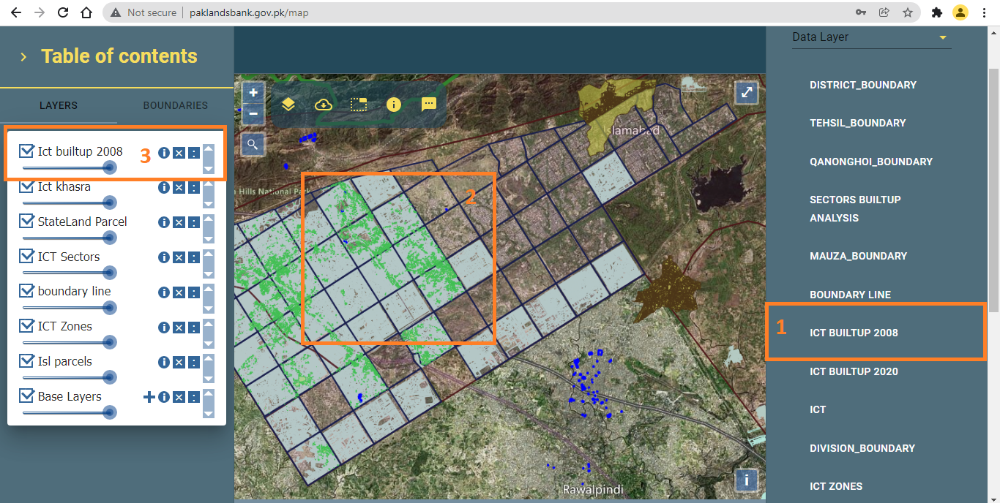 Not secure
paklandsbank.gov.pk/map
Table of contents
LAYERS
BOUNDARIES
Ict builtup 2008
3
Ict khasra
StateLand Parcel
ICT Sectors
boundary line
ICT Zones
Isl parcels
Base Layers
Islamabad
Hills National Park
2
Rawalpindi
Data Layer
DISTRICT_BOUNDARY
TEHSIL_BOUNDARY
QANONGHOI_BOUNDARY
SECTORS BUILTUP
ANALYSIS
MAUZA_BOUNDARY
BOUNDARY LINE
1
ICT BUILTUP 2008
ICT BUILTUP 2020
ICT
DIVISION_BOUNDARY
ICT ZONES